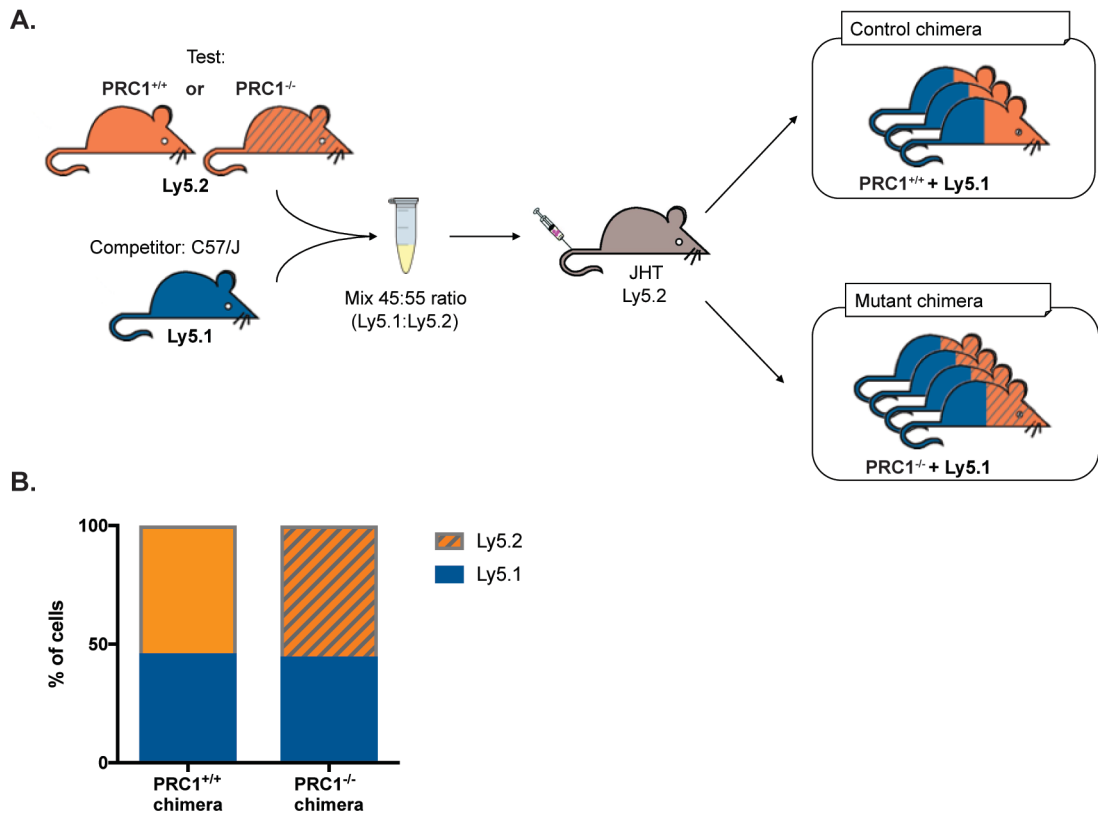 A.
Test:
PRC1+/+ or PRC1-/-
Ly5.2
Competitor: C57/J
Ly5.1
Mix 45:55 ratio
(Ly5.1:Ly5.2)
JHT
Ly5.2
Control chimera
PRC1+/+ + Ly5.1
Mutant chimera
PRC1-/- + Ly5.1
B.
% of cells
100
50
0
PRC1+/+
chimera
PRC1-/-
chimera
Ly5.2
Ly5.1